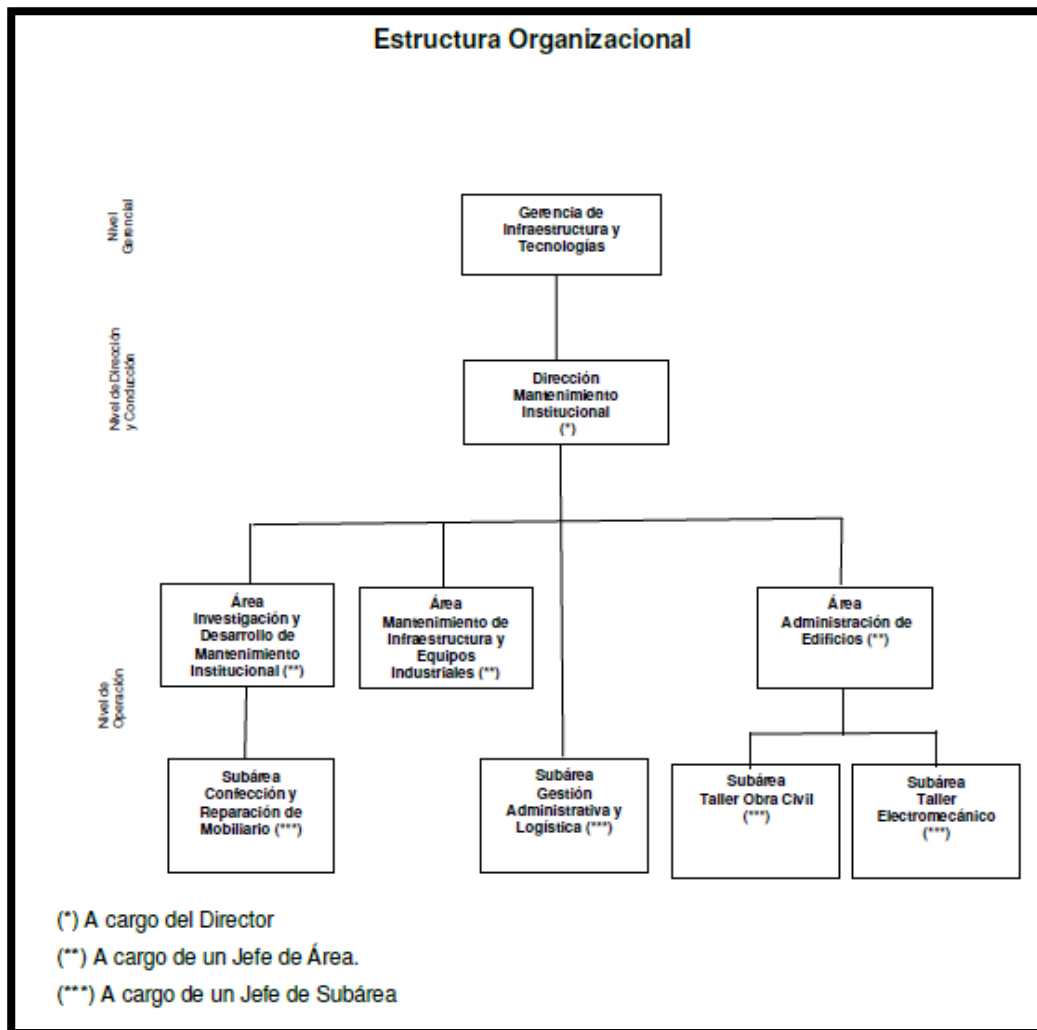 Estructura Organizacional
Nivel
Gerencial
Gerencia de
Infraestructura y
Tecnologías
Nivel de Dirección
y Conducción
Dirección
Mantenimiento
Institucional
(*)
Área
Investigación y
Desarrollo de
Mantenimiento
Institucional (**)
Área
Mantenimiento de
Infraestructura y
Equipos
Industriales (**)
Área
Administración de
Edificios (**)
Nivel de
Operación
Subárea
Confección y
Reparación de
Mobiliario (***)
Subárea
Gestión
Administrativa y
Logística (***)
Subárea
Taller Obra Civil
(***)
Subárea
Taller
Electromecánico
(***)
(*) A cargo del Director
(**) A cargo de un Jefe de Área.
(***) A cargo de un Jefe de Subárea